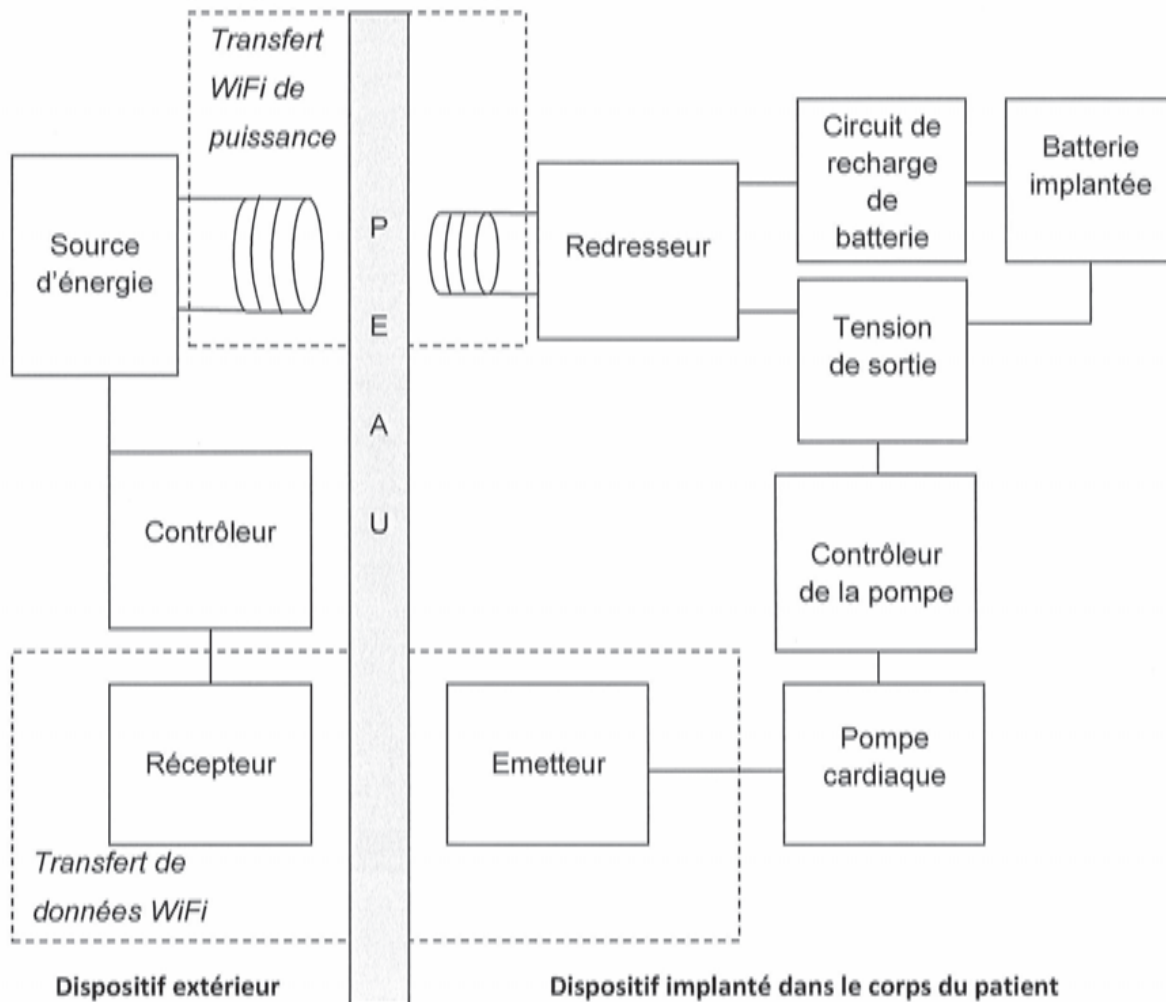 Transfert
WiFi de
puissance
Source
d'énergie
P
E
A
U
Redresseur
Circuit de
recharge
de
batterie
Batterie
implantée
Tension
de sortie
Contrôleur
Contrôleur
de la pompe
Récepteur
Emetteur
Pompe
cardiaque
Transfert de
données WiFi
Dispositif extérieur
Dispositif implanté dans le corps du patient